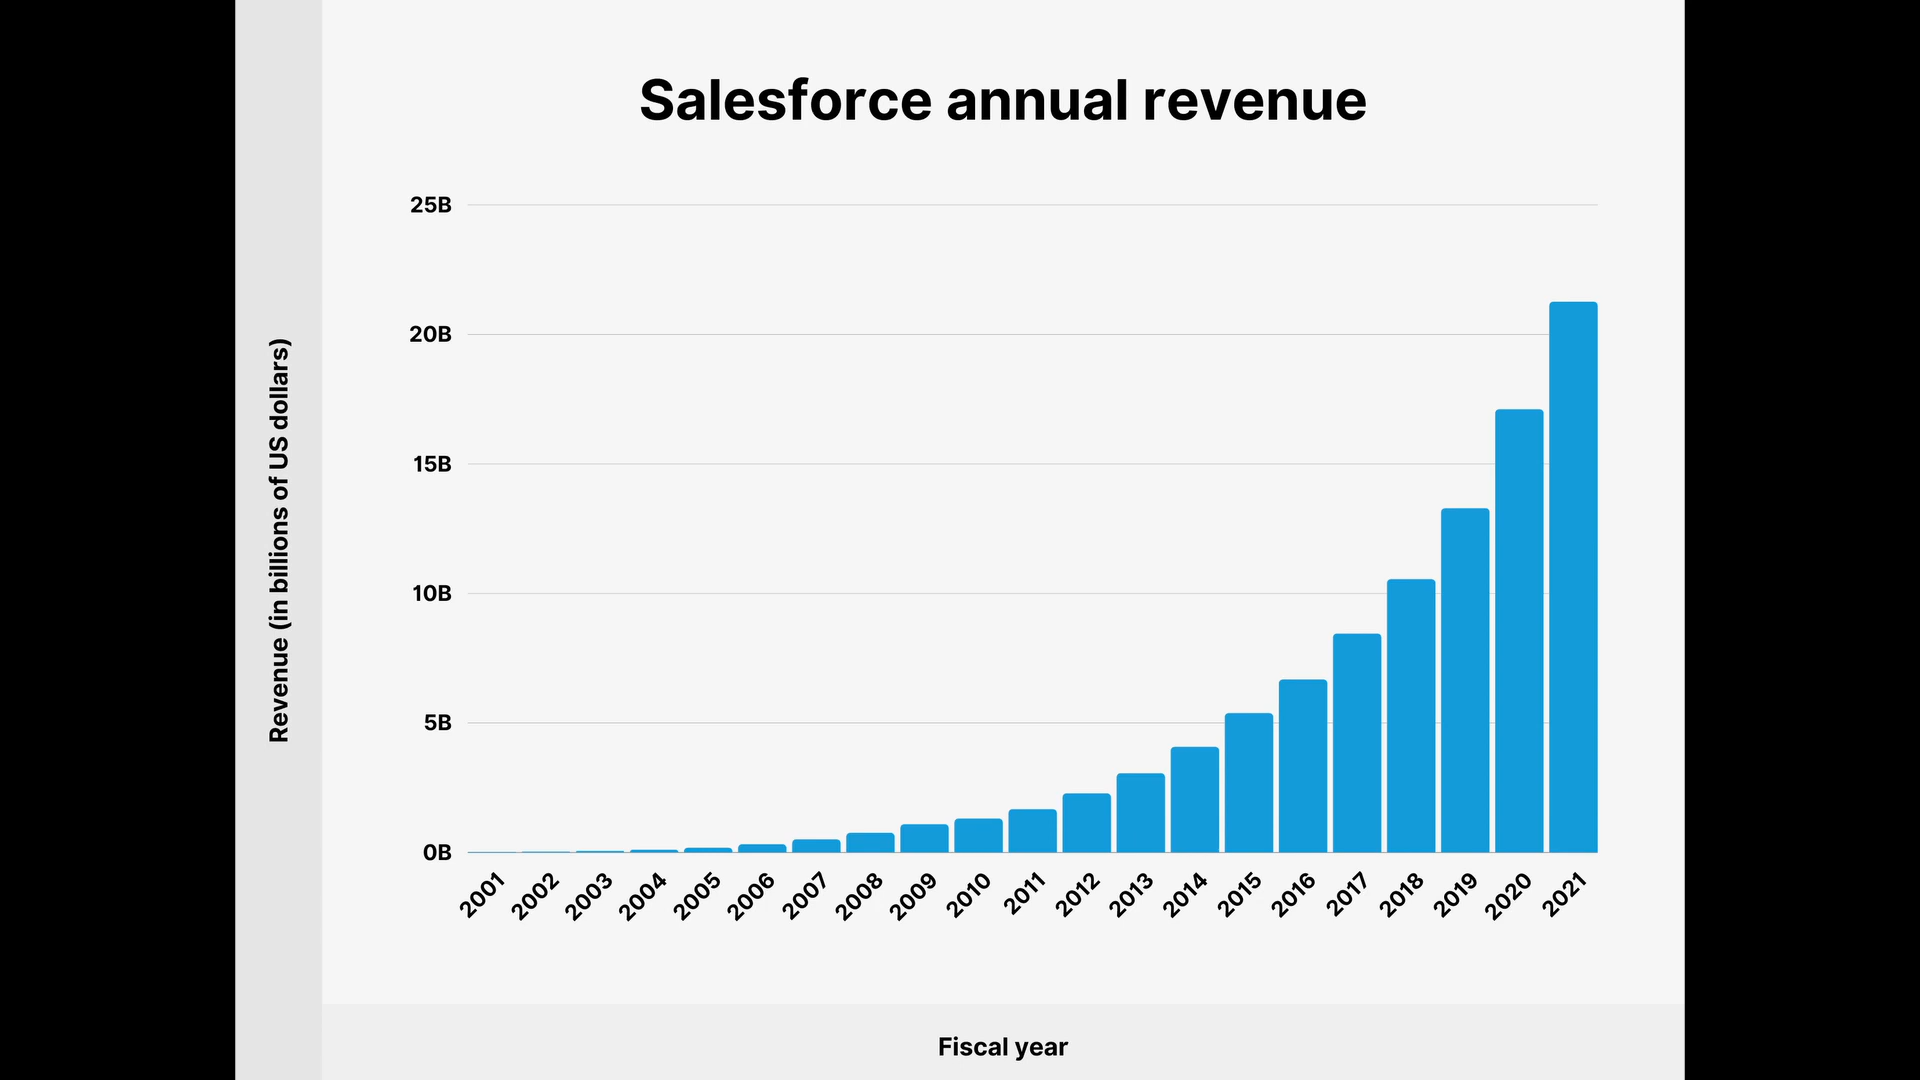 Salesforce annual revenue
Revenue (in billions of US dollars)
25B
20B
15B
10B
5B
0B
2001
2002
2003
2004
2005
2006
2007
2008
2009
2010
2011
2012
2013
2014
2015
2016
2017
2018
2019
2020
2021
Fiscal year